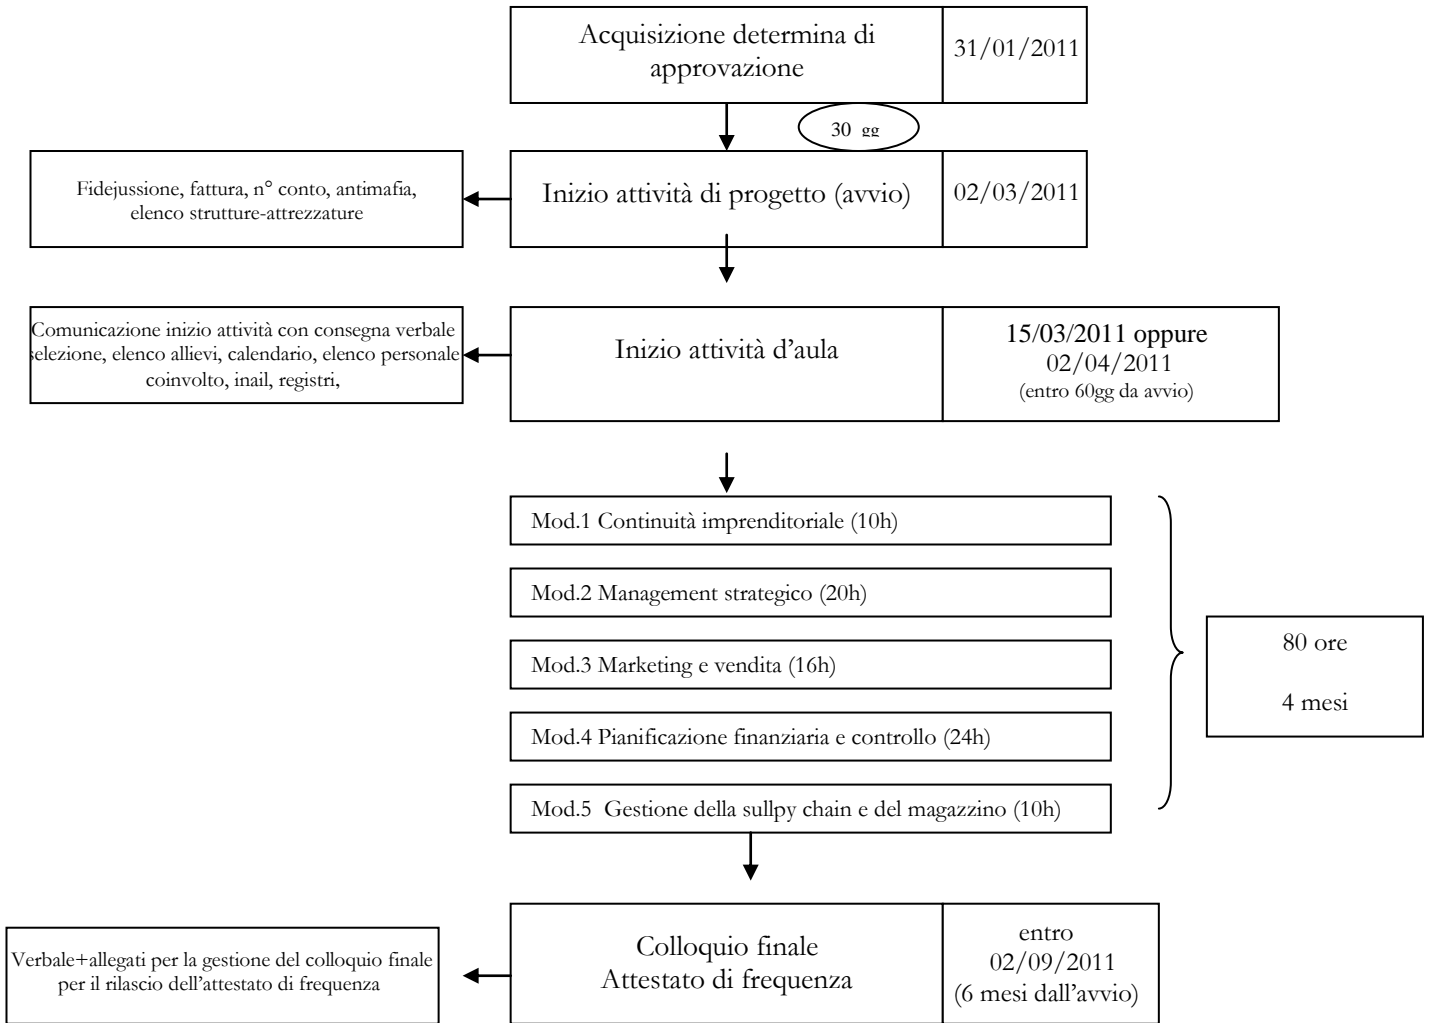 Acquisizione determina di
approvazione
31/01/2011
30 gg
Fidejussione, fattura, n° conto, antimafia,
elenco strutture-attrezzature
Inizio attività di progetto (avvio)
02/03/2011
Comunicazione inizio attività con consegna verbale
selezione, elenco allievi, calendario, elenco personale
coinvolto, inail, registri,
Inizio attività d’aula
15/03/2011 oppure
02/04/2011
(entro 60gg da avvio)
Mod.1 Continuità imprenditoriale (10h)
Mod.2 Management strategico (20h)
Mod.3 Marketing e vendita (16h)
Mod.4 Pianificazione finanziaria e controllo (24h)
Mod.5 Gestione della sullpy chain e del magazzino (10h)
80 ore
4 mesi
Verbale+allegati per la gestione del colloquio finale
per il rilascio dell’attestato di frequenza
Colloquio finale
Attestato di frequenza
entro
02/09/2011
(6 mesi dall’avvio)